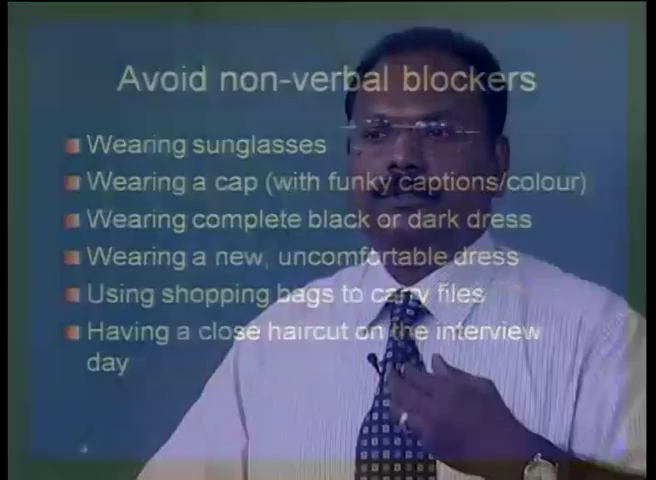 Avoid non-verbal blockers
Wearing sunglasses
Wearing a cap (with funky captions/colour)
Wearing complete black or dark dress
Wearing a new, uncomfortable dress
Using shopping bags to carry files
Having a close haircut on the interview
day